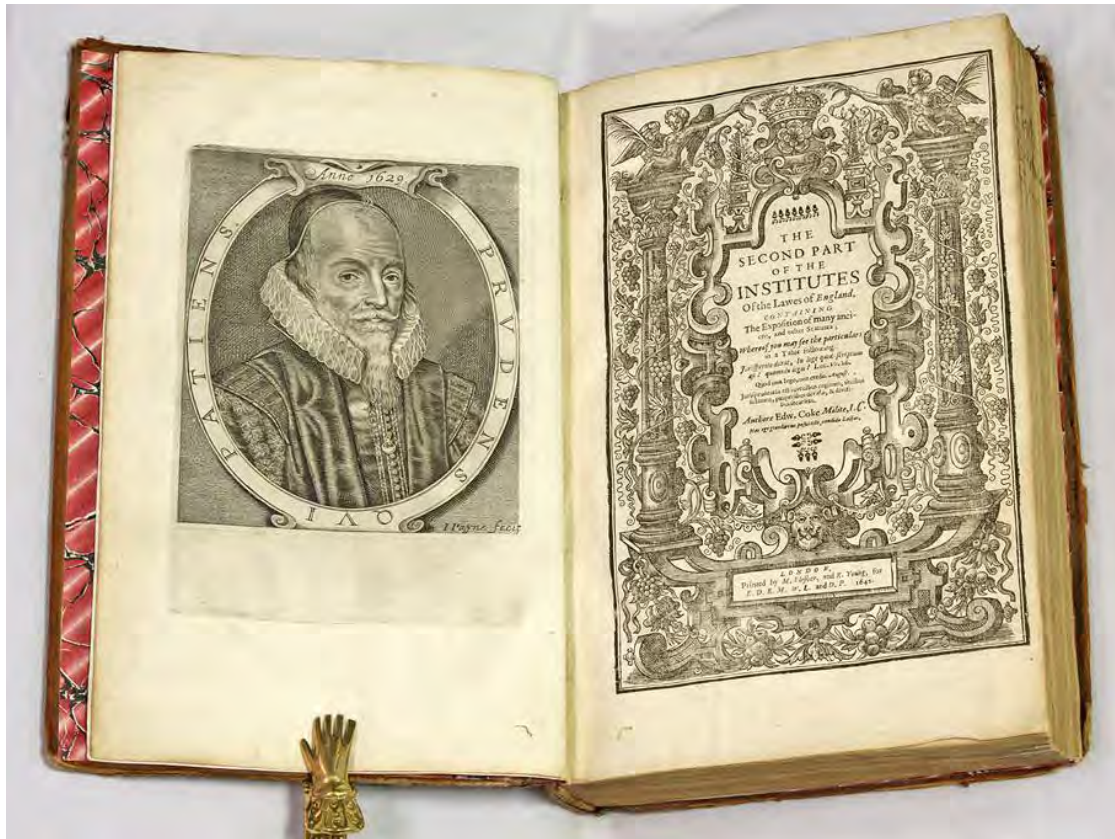 Anno 1629
PRVDENS QVI PATIENS
I Payne fecit
THE
SECOND PART
OF THE
INSTITUTES
Of the Lawes of England.
CONTAINING
The Exposition of many anci-
ent, and other Statutes;
Whereof you may see the particulars
in a Table following.
Authore Edw. Coke Milite, J.C.
LONDON,
Printed by M. Flesher, and R. Young, for
E. D. R. M. W. L. and D. P. 1642.